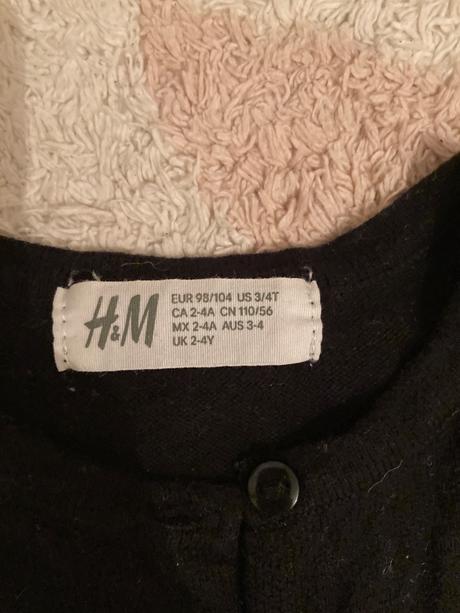 H&M
EUR 98/104 US 3/4T
CA 2-4A CN 110/56
MX 2-4A AUS 3-4
UK 2-4Y